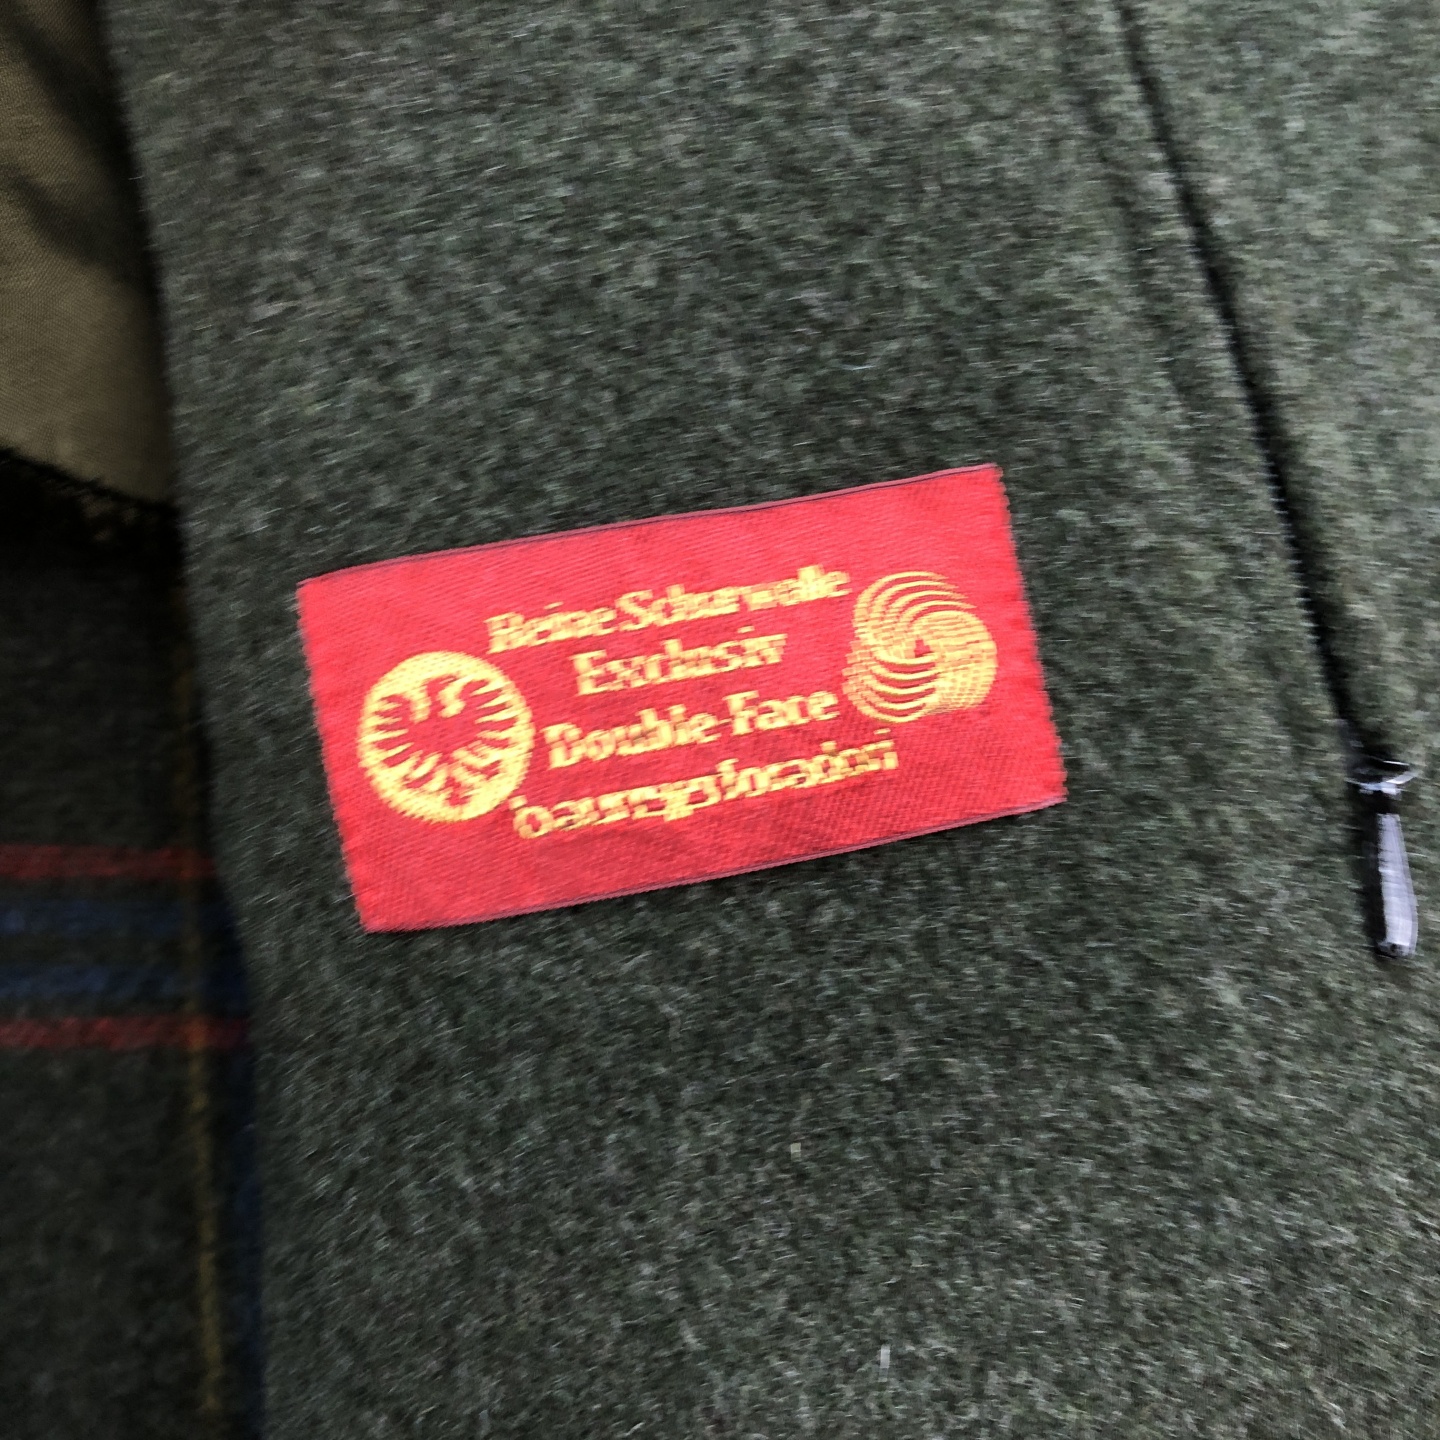 Reine Schurwolle
Exclusiv
Double-Face